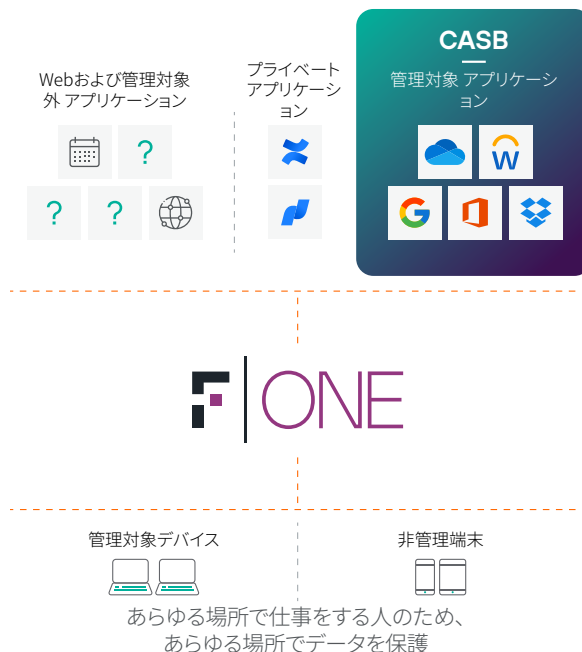 Webおよび管理対象
外 アプリケーション
?
? ?
プライベート
アプリケーシ
ョン
CASB
管理対象 アプリケーシ
ョン
W
G
F|ONE
管理対象デバイス
非管理端末
あらゆる場所で仕事をする人のため、
あらゆる場所でデータを保護